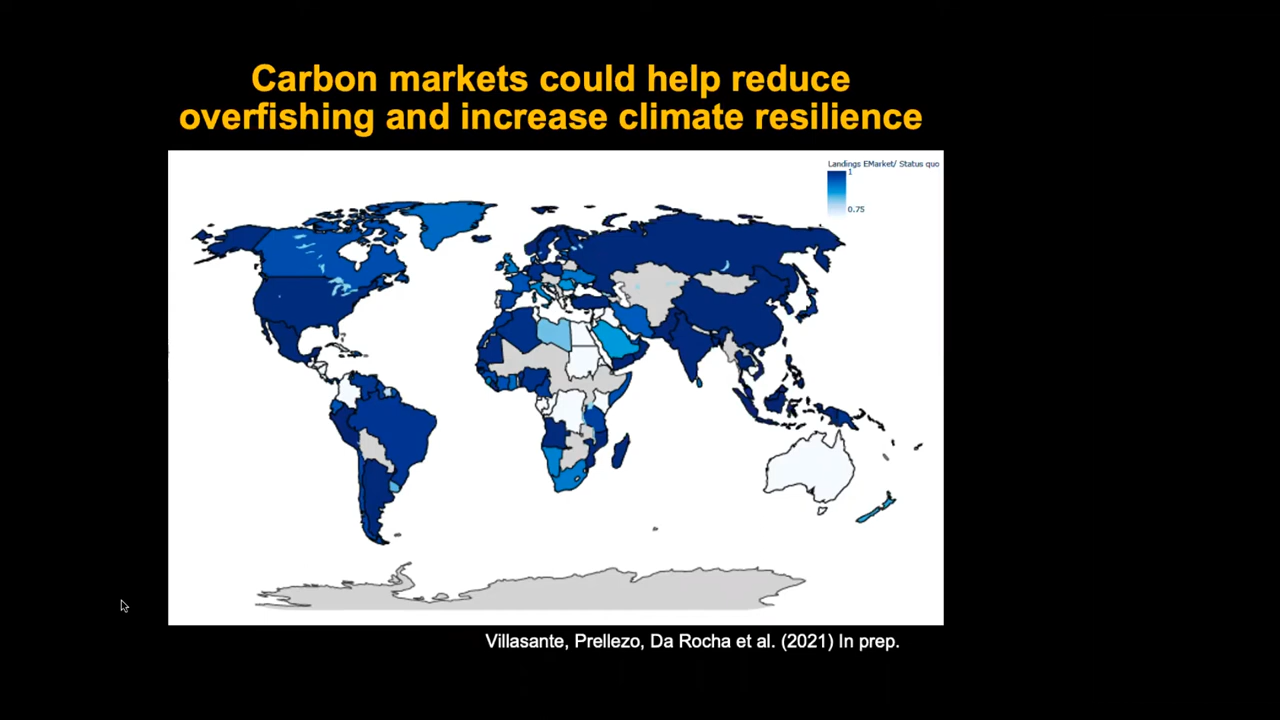 Carbon markets could help reduce
overfishing and increase climate resilience
Landings EMarket/ Status quo
1
0.75
Villasante, Prellezo, Da Rocha et al. (2021) In prep.